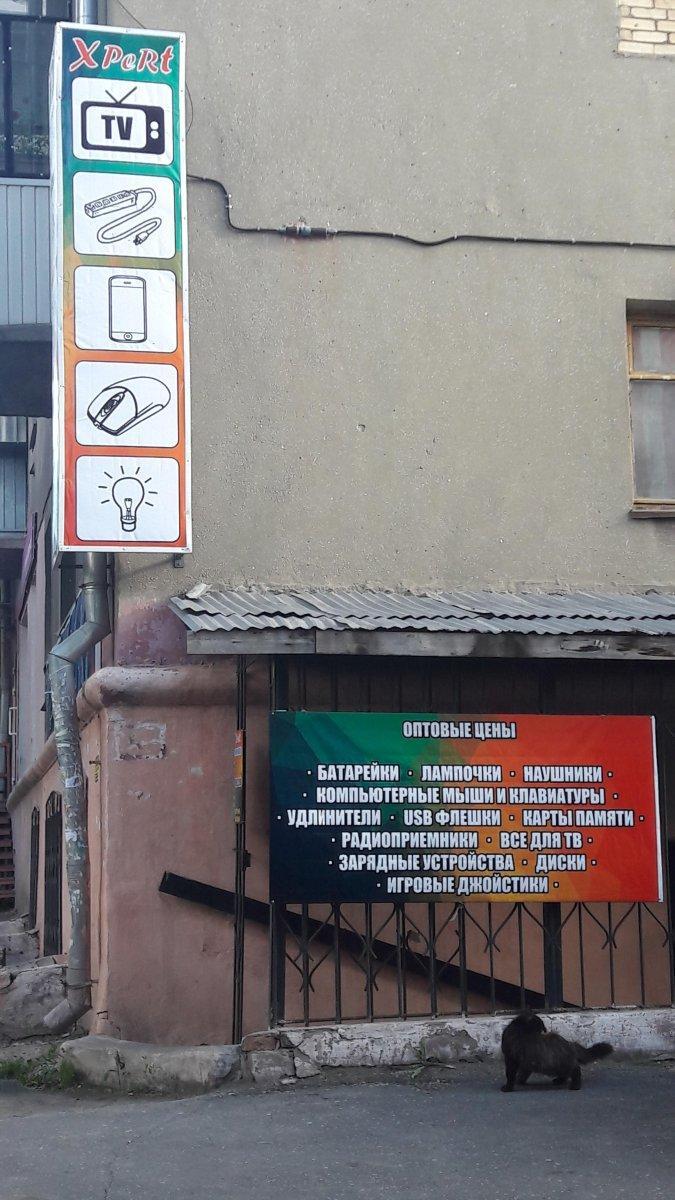 XPeRt
TV
ОПТОВЫЕ ЦЕНЫ
· БАТАРЕЙКИ · ЛАМПОЧКИ · НАУШНИКИ ·
· КОМПЬЮТЕРНЫЕ МЫШИ И КЛАВИАТУРЫ ·
· УДЛИНИТЕЛИ · USB ФЛЕШКИ · КАРТЫ ПАМЯТИ ·
· РАДИОПРИЕМНИКИ · ВСЕ ДЛЯ ТВ ·
· ЗАРЯДНЫЕ УСТРОЙСТВА · ДИСКИ ·
· ИГРОВЫЕ ДЖОЙСТИКИ ·